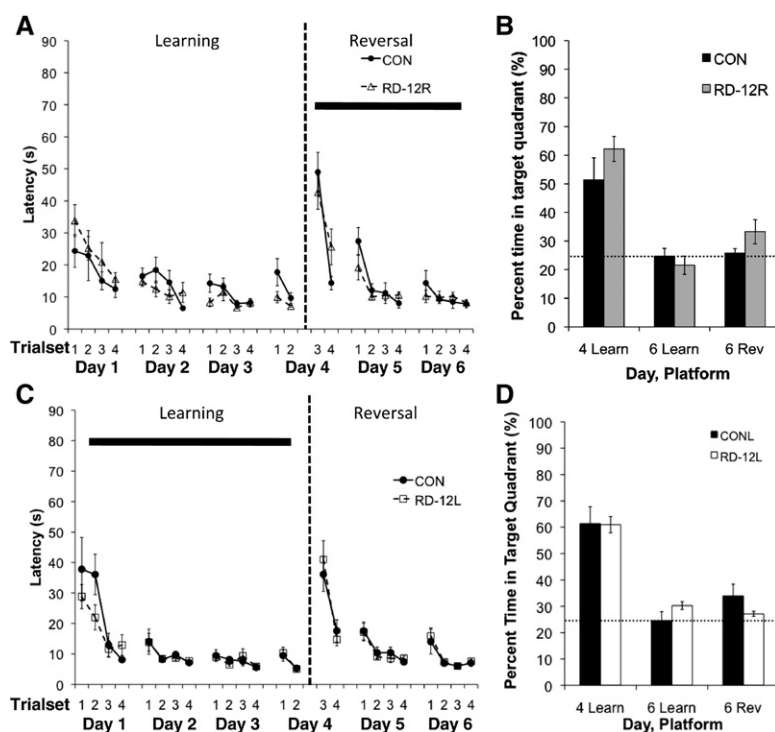 A
Learning
Reversal
CON
RD-12R
Latency (s)
90
80
70
60
50
40
30
20
10
0
Trialset 1 2 3 4 1 2 3 4 1 2 3 4 1 2 3 4 1 2 3 4 1 2 3 4
Day 1 Day 2 Day 3 Day 4 Day 5 Day 6
B
CON
RD-12R
Percent time in target quadrant (%)
100
90
80
70
60
50
40
30
20
10
0
4 Learn 6 Learn 6 Rev
Day, Platform
C
Learning
Reversal
CON
RD-12L
Latency (s)
90
80
70
60
50
40
30
20
10
0
Trialset 1 2 3 4 1 2 3 4 1 2 3 4 1 2 3 4 1 2 3 4 1 2 3 4
Day 1 Day 2 Day 3 Day 4 Day 5 Day 6
D
CONL
RD-12L
Percent Time in Target Quadrant (%)
100
90
80
70
60
50
40
30
20
10
0
4 Learn 6 Learn 6 Rev
Day, Platform